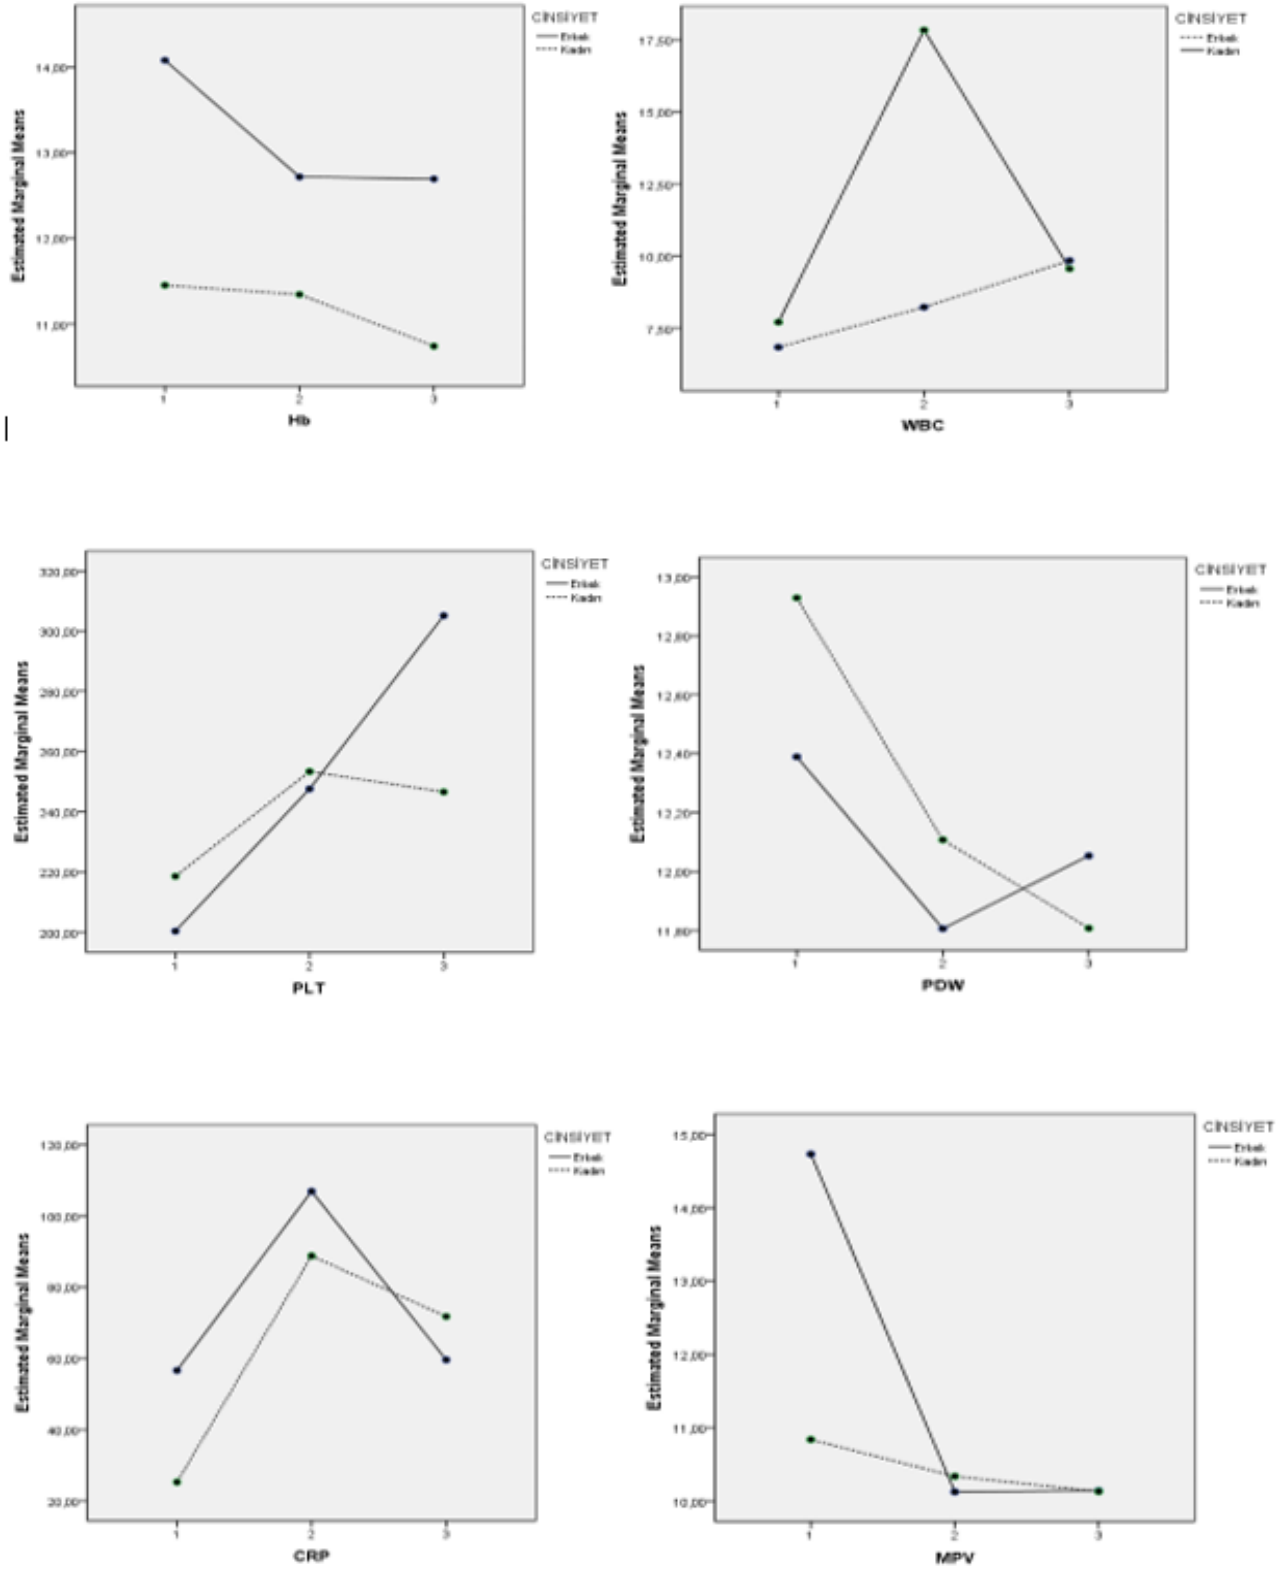 CİNSİYET
Erkek
Kadın
Estimated Marginal Means
14,00
13,00
12,00
11,00
1
2
3
Hb
CİNSİYET
Erkek
Kadın
Estimated Marginal Means
17,50
15,00
12,50
10,00
7,50
1
2
3
WBC
CİNSİYET
Erkek
Kadın
Estimated Marginal Means
320,00
300,00
280,00
260,00
240,00
220,00
200,00
1
2
3
PLT
CİNSİYET
Erkek
Kadın
Estimated Marginal Means
13,00
12,80
12,60
12,40
12,20
12,00
11,80
1
2
3
PDW
CİNSİYET
Erkek
Kadın
Estimated Marginal Means
120,00
100,00
80,00
60,00
40,00
20,00
1
2
3
CRP
CİNSİYET
Erkek
Kadın
Estimated Marginal Means
15,00
14,00
13,00
12,00
11,00
10,00
1
2
3
MPV